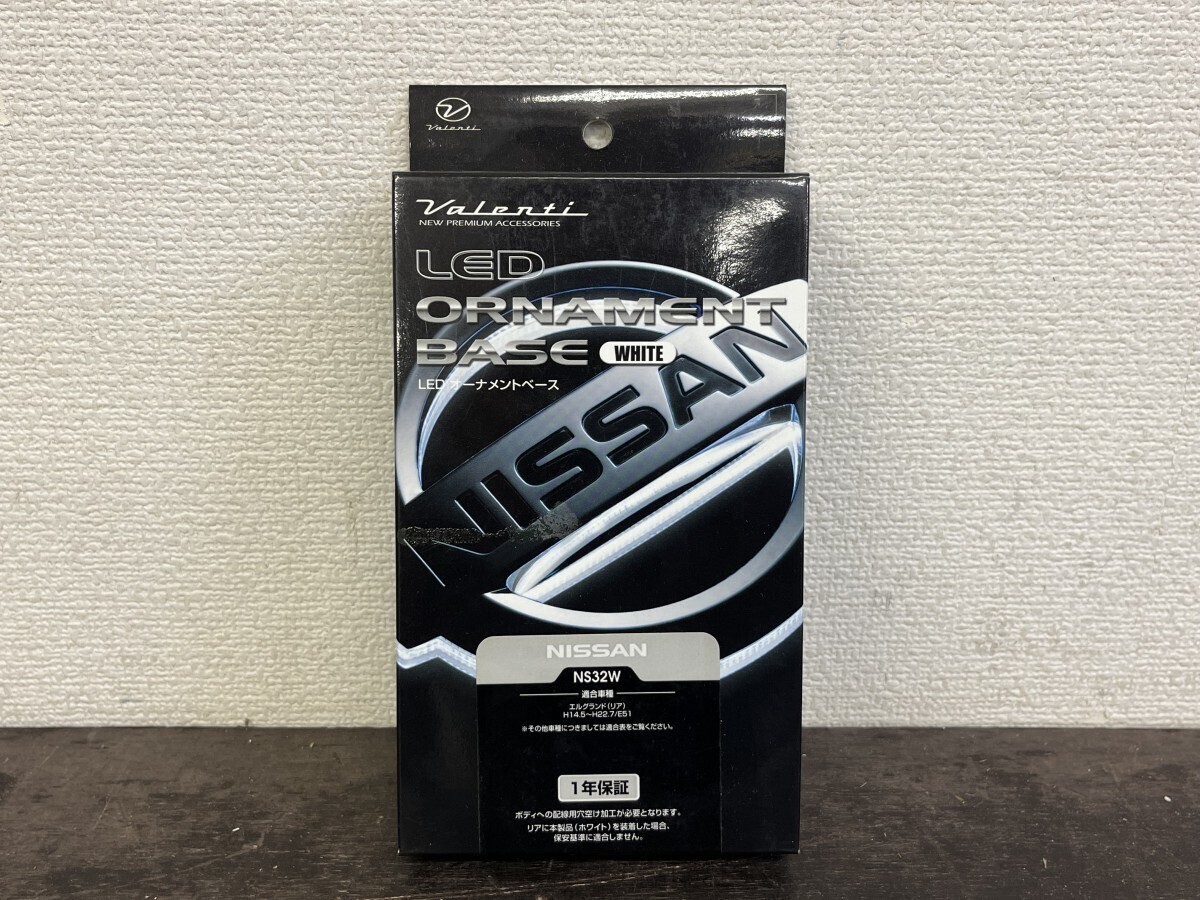 Valenti
Valenti
NEW PREMIUM ACCESSORIES
LED
ORNAMENT
BASE WHITE
LED オーナメントベース
NISSAN
NISSAN
NS32W
適合車種
エルグランド(リア)
H14.5〜H22.7/E51
※その他車種につきましては適合表をご覧ください。
1年保証
ボディへの配線用穴空け加工が必要となります。
リアに本製品(ホワイト)を装着した場合、
保安基準に適合しません。